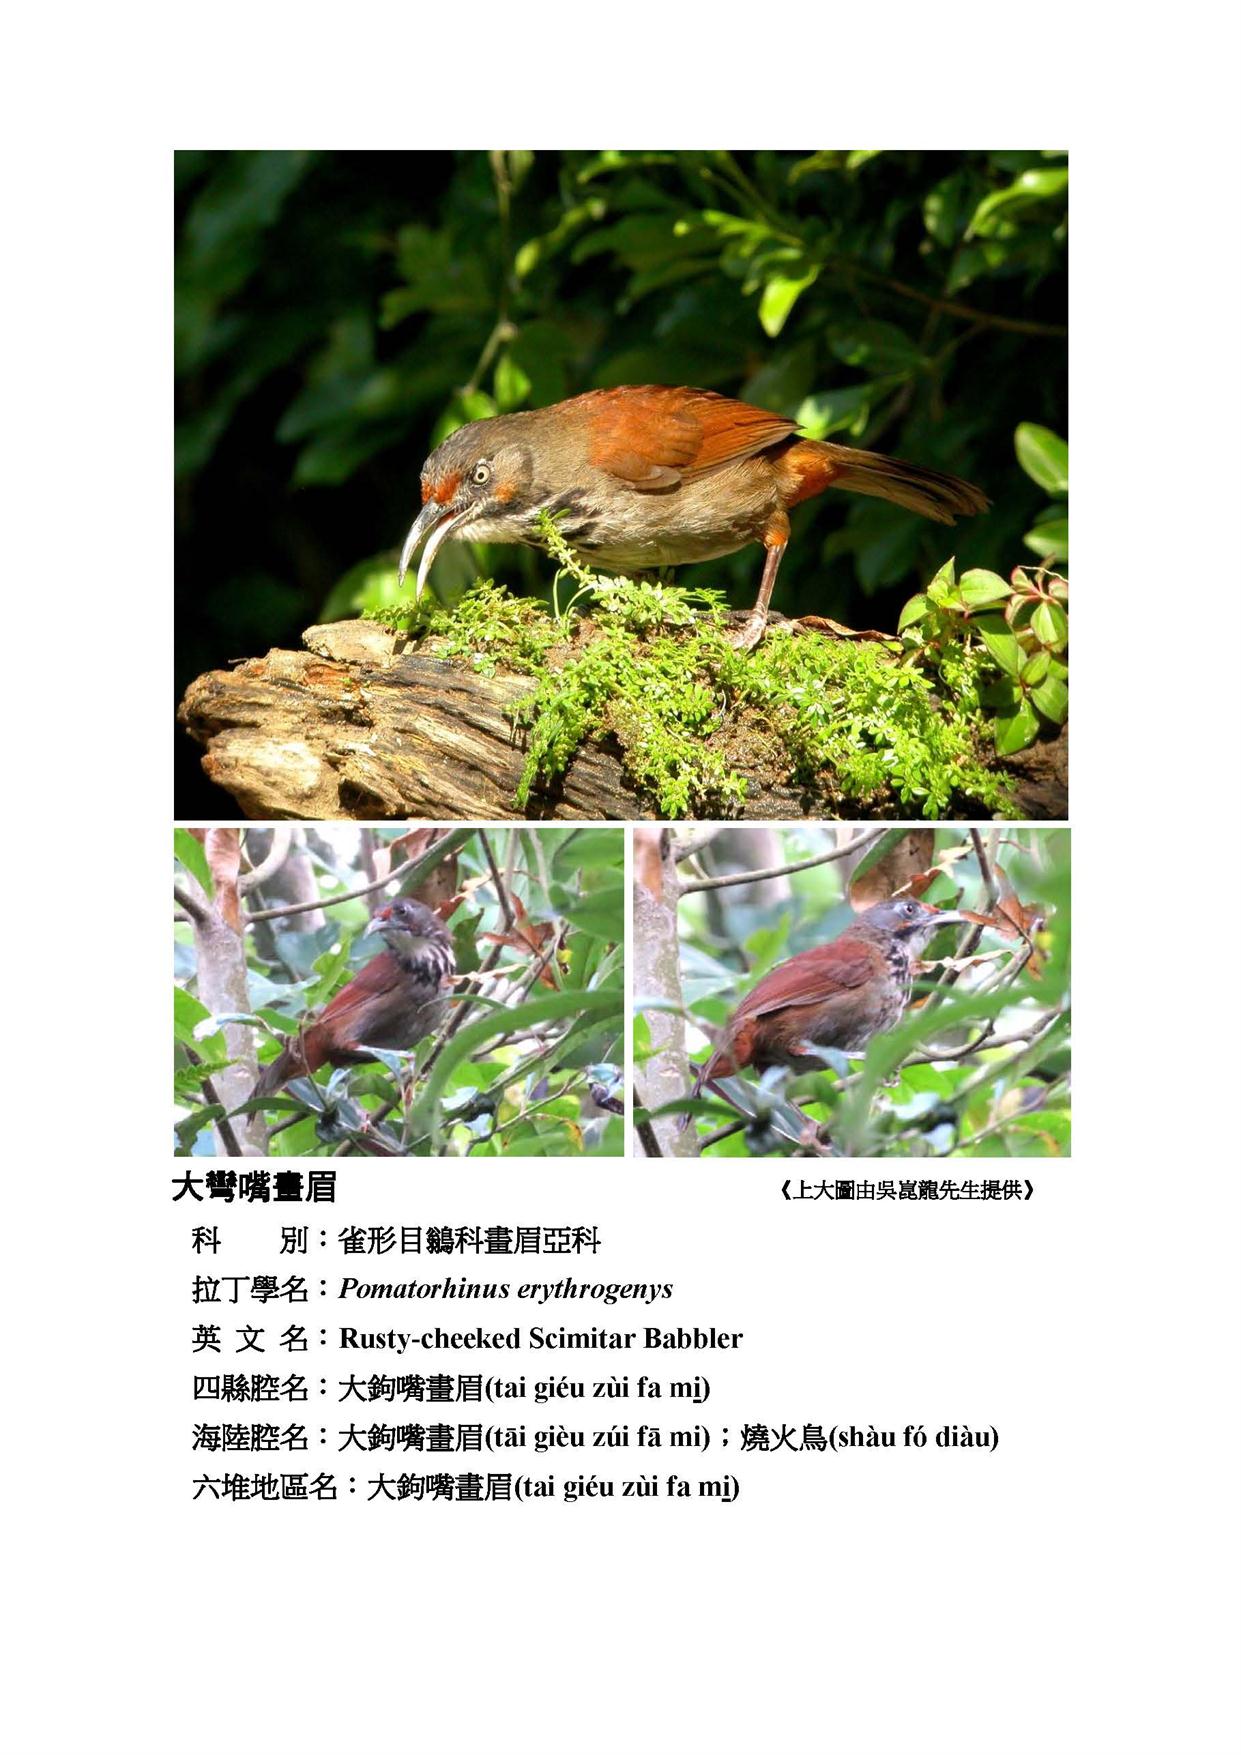 大彎嘴畫眉 《上大圖由吳崑龍先生提供》
科 別：雀形目鶲科畫眉亞科
拉丁學名：Pomatorhinus erythrogenys
英 文 名：Rusty-cheeked Scimitar Babbler
四縣腔名：大鉤嘴畫眉(tai giéu zùi fa mi̲)
海陸腔名：大鉤嘴畫眉(tāi gièu zúi fā mi)；燒火鳥(shàu fó diàu)
六堆地區名：大鉤嘴畫眉(tai giéu zùi fa mi̲)